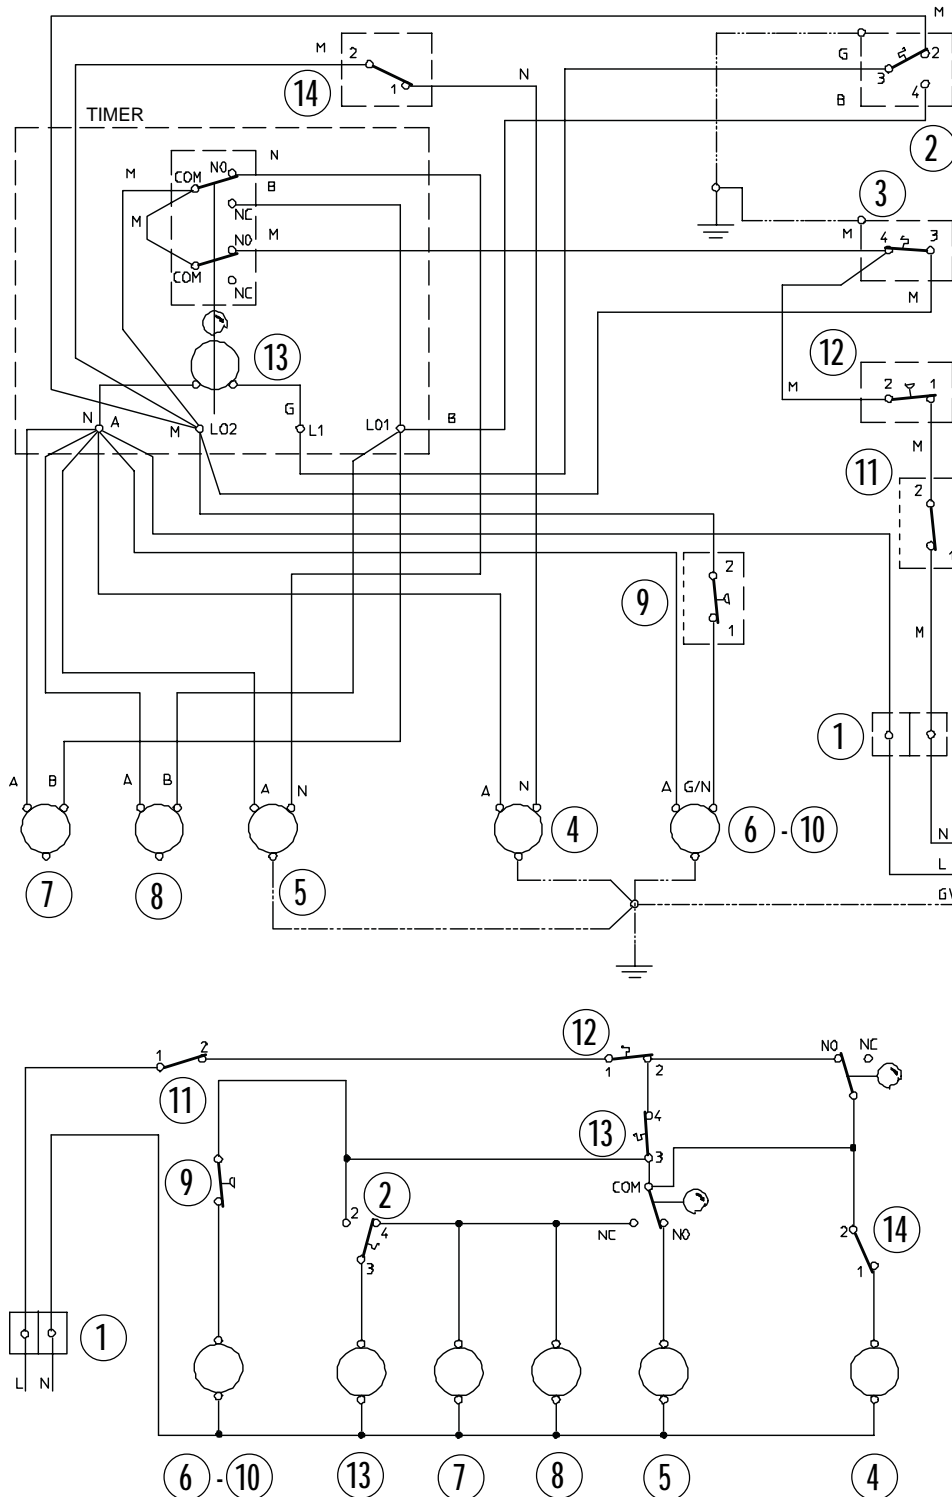 M
M 2
G
2
N
3
1
4
14
B
TIMER
2
N
NO
M COM
B
3
NC
M
NO M
M 4 3
COM
NC
M
12
13
2 1
M
G
N A
M LO2
L1
LO1
B
M
11
2
1
2
9
1
M
1
A B A B A N A N A G/N
N
4
6 - 10
L
7 8 5
G
12
2
1
NO NC
1 2
11
4
13
3
9
COM
2
2
4
14
NC NO
2
3
1
1
L N
6 - 10 13 7 8 5 4